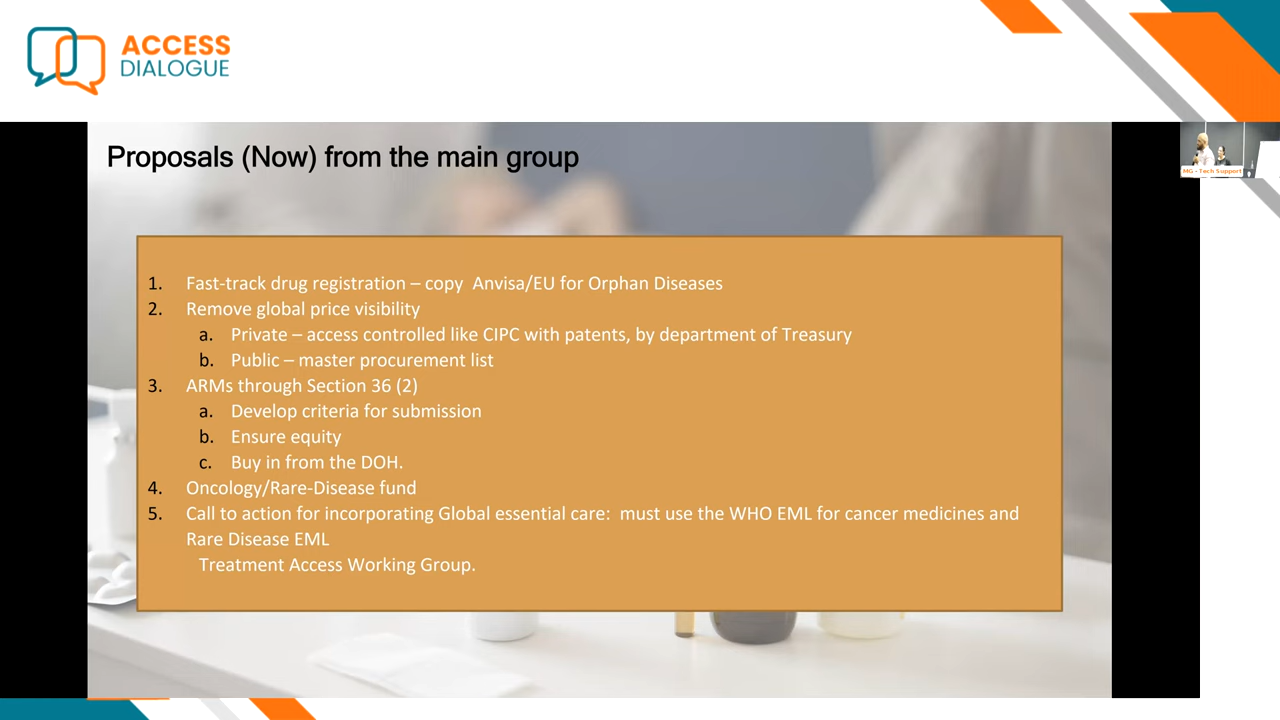 ACCESS
DIALOGUE
Proposals (Now) from the main group
MG - Tech Support
1. Fast-track drug registration – copy  Anvisa/EU for Orphan Diseases
2. Remove global price visibility
a. Private – access controlled like CIPC with patents, by department of Treasury
b. Public – master procurement list
3. ARMs through Section 36 (2)
a. Develop criteria for submission
b. Ensure equity
c. Buy in from the DOH.
4. Oncology/Rare-Disease fund
5. Call to action for incorporating Global essential care:  must use the WHO EML for cancer medicines and
Rare Disease EML
Treatment Access Working Group.